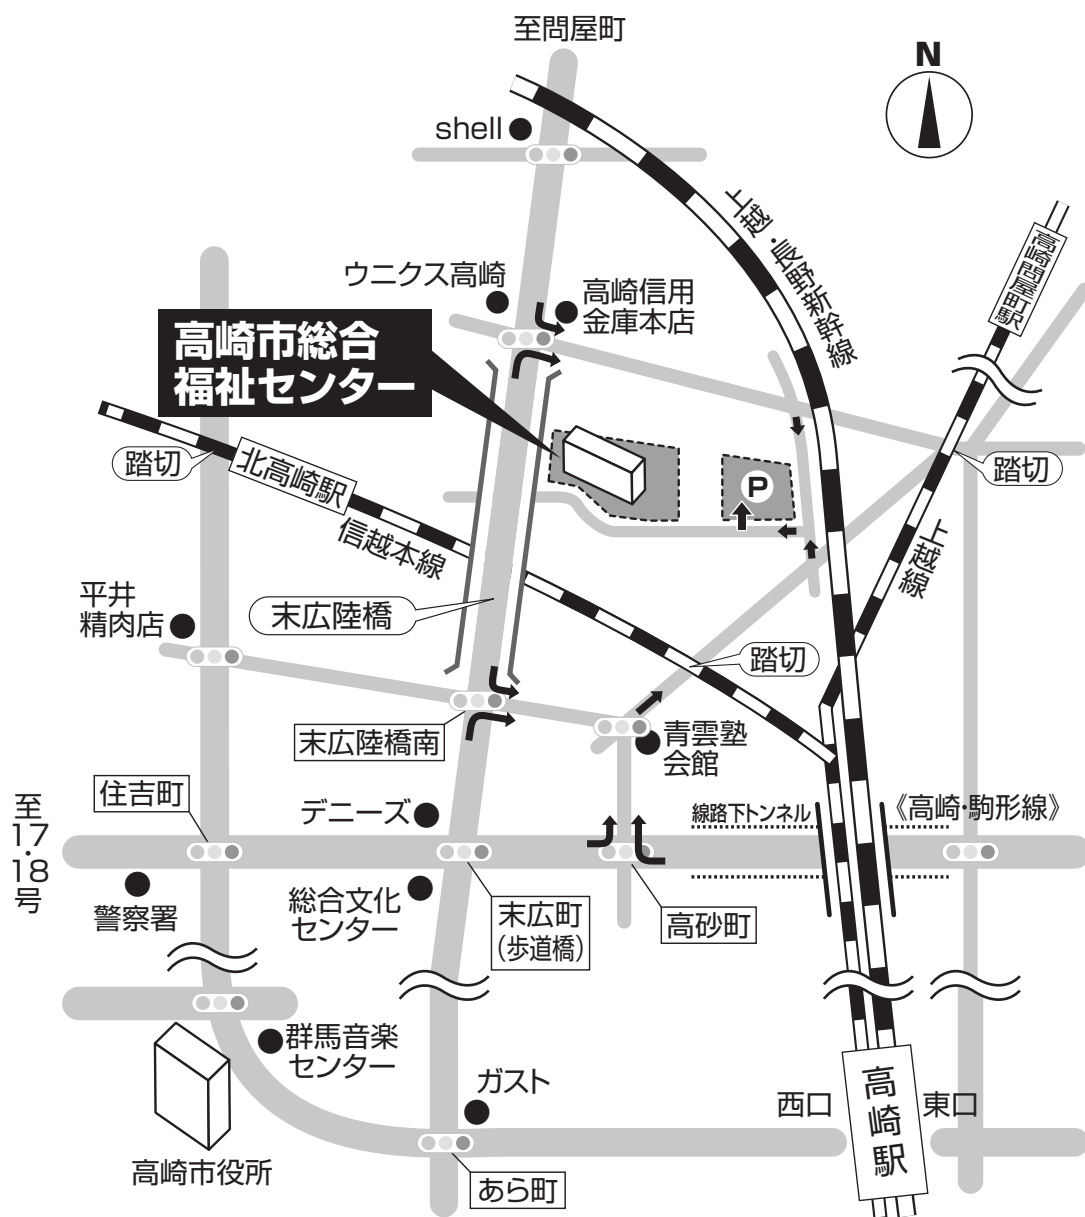 至問屋町
N
shell
上越・長野新幹線
高崎問屋町駅
ウニクス高崎
高崎信用
金庫本店
高崎市総合
福祉センター
踏切
北高崎駅
信越本線
P
踏切
上越線
平井
精肉店
末広陸橋
踏切
末広陸橋南
青雲塾
会館
住吉町
デニーズ
線路下トンネル
《高崎・駒形線》
至17・18号
警察署
総合文化
センター
末広町
(歩道橋)
高砂町
群馬音楽
センター
ガスト
西口
高崎駅
東口
高崎市役所
あら町